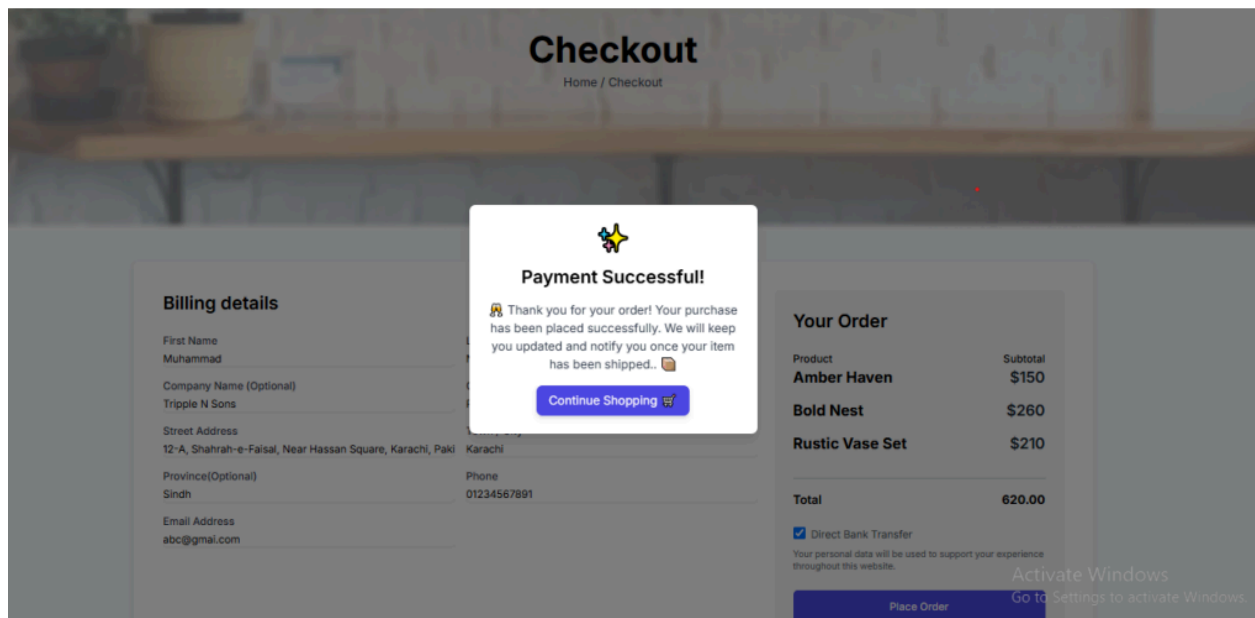 Checkout
Home / Checkout
Payment Successful!
Thank you for your order! Your purchase
has been placed successfully. We will keep
you updated and notify you once your item
has been shipped..
Continue Shopping
Billing details
First Name
Muhammad
Company Name (Optional)
Tripple N Sons
Street Address
12-A, Shahrah-e-Faisal, Near Hassan Square, Karachi, Paki
Karachi
Province(Optional)
Sindh
Phone
01234567891
Email Address
abc@gmai.com
Your Order
Product Subtotal
Amber Haven $150
Bold Nest $260
Rustic Vase Set $210
Total 620.00
Direct Bank Transfer
Your personal data will be used to support your experience
throughout this website.
Place Order
Activate Windows
Go to Settings to activate Windows.